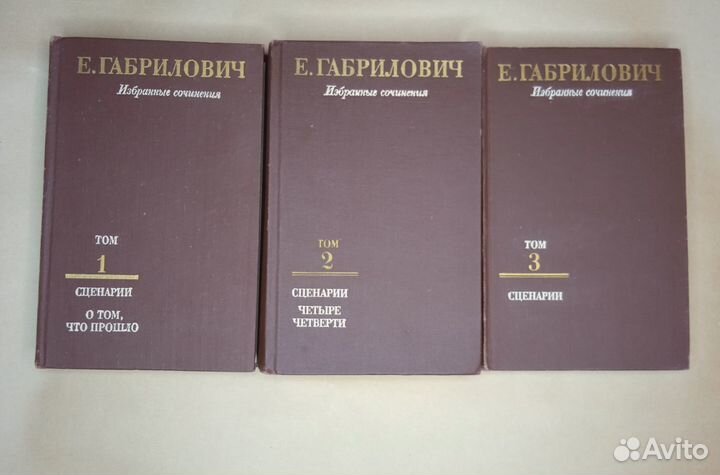 Е. ГАБРИЛОВИЧ
Избранные сочинения
ТОМ
1
СЦЕНАРИИ
О ТОМ,
ЧТО ПРОШЛО
Е. ГАБРИЛОВИЧ
Избранные сочинения
ТОМ
2
СЦЕНАРИИ
ЧЕТЫРЕ
ЧЕТВЕРТИ
Е. ГАБРИЛОВИЧ
Избранные сочинения
ТОМ
3
СЦЕНАРИИ
Avito